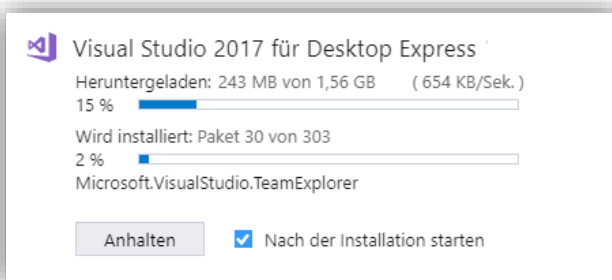 Visual Studio 2017 für Desktop Express
Heruntergeladen: 243 MB von 1,56 GB (654 KB/Sek.)
15 %
Wird installiert: Paket 30 von 303
2 %
Microsoft.VisualStudio.TeamExplorer
Anhalten Nach der Installation starten